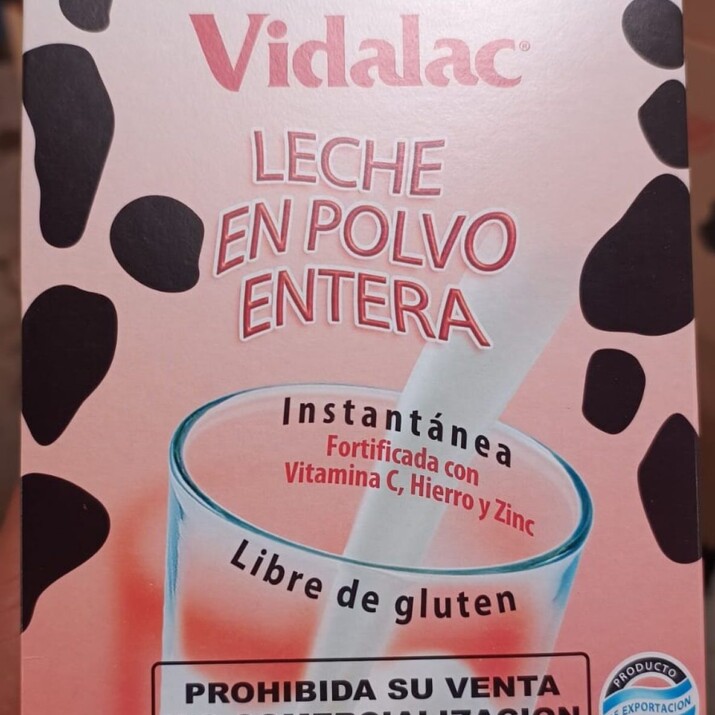 Vidalac®
LECHE
EN POLVO
ENTERA
Instantánea
Fortificada con
Vitamina C, Hierro y Zinc
Libre de gluten
PROHIBIDA SU VENTA
COMERCIALIZACION
PRODUCTO
EXPORTACION